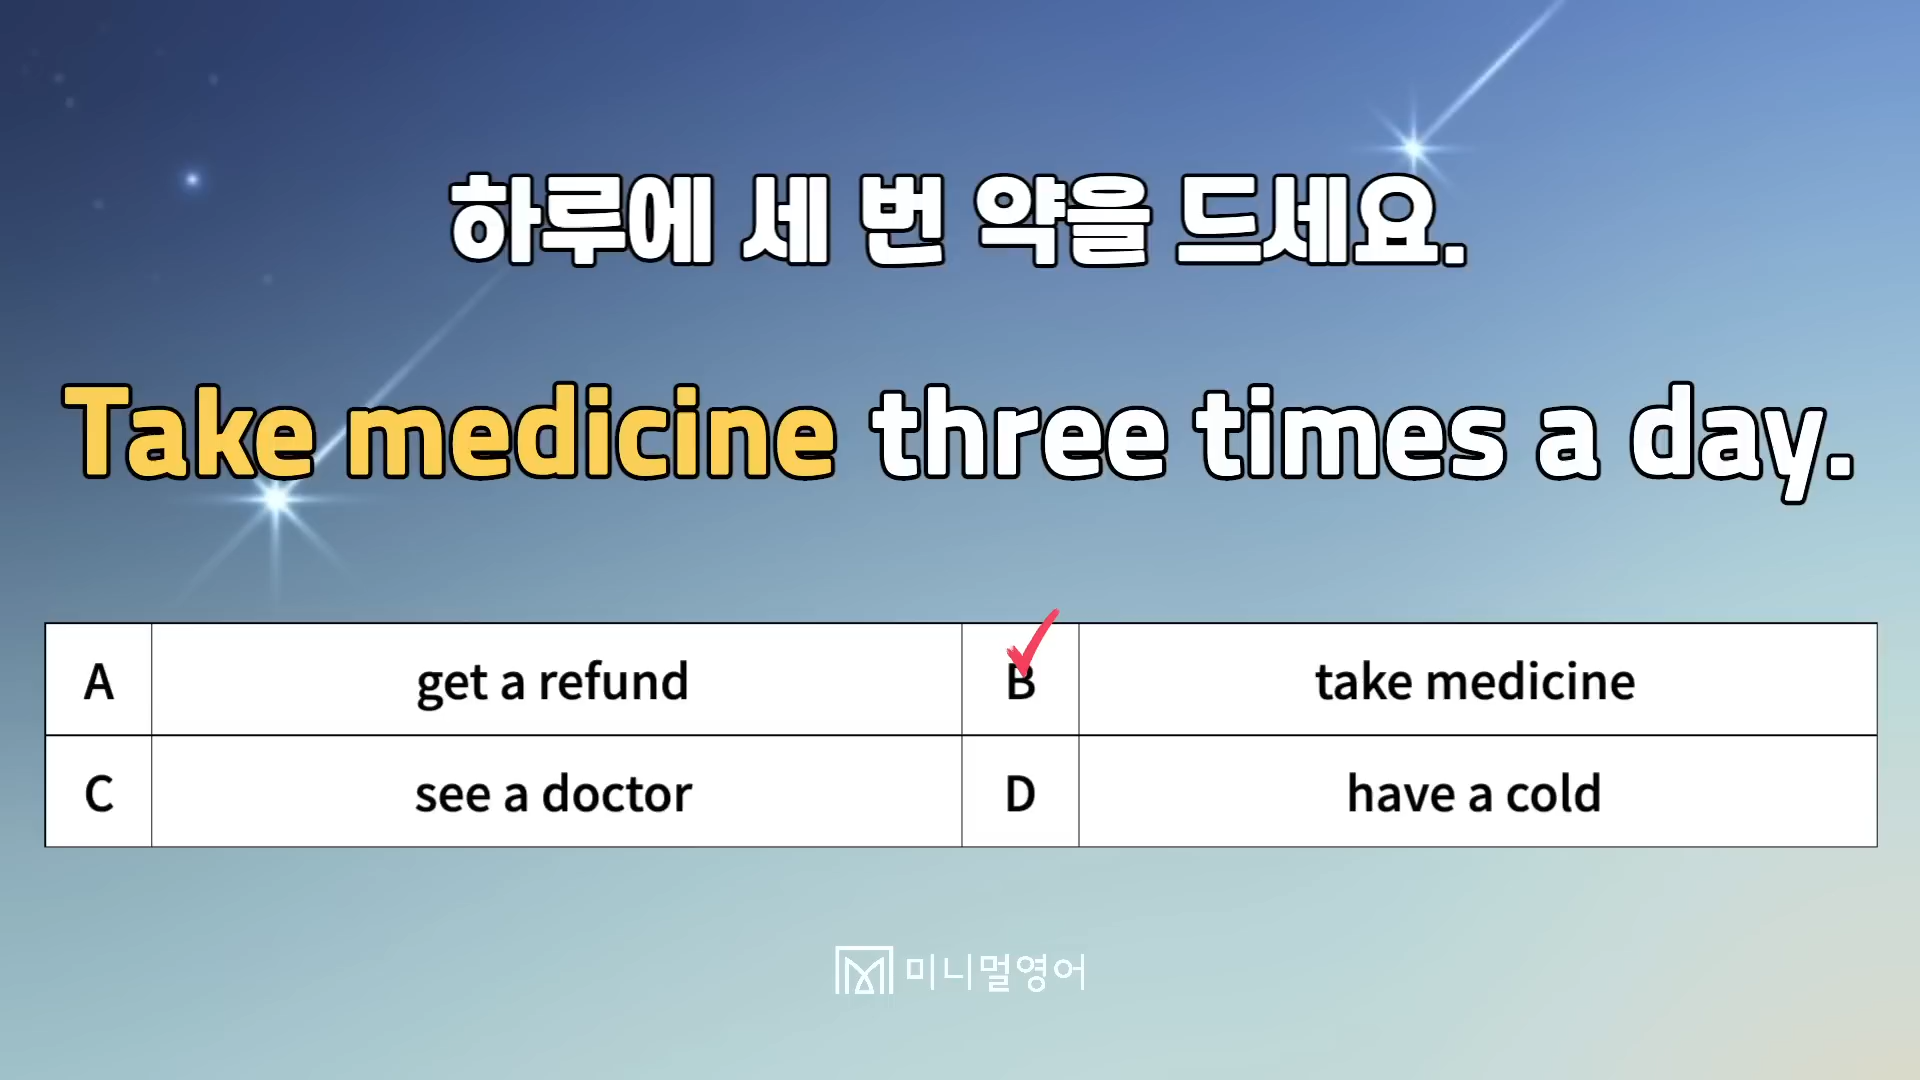 하루에 세 번 약을 드세요.
Take medicine three times a day.
A get a refund B take medicine
C see a doctor D have a cold
미니멀영어